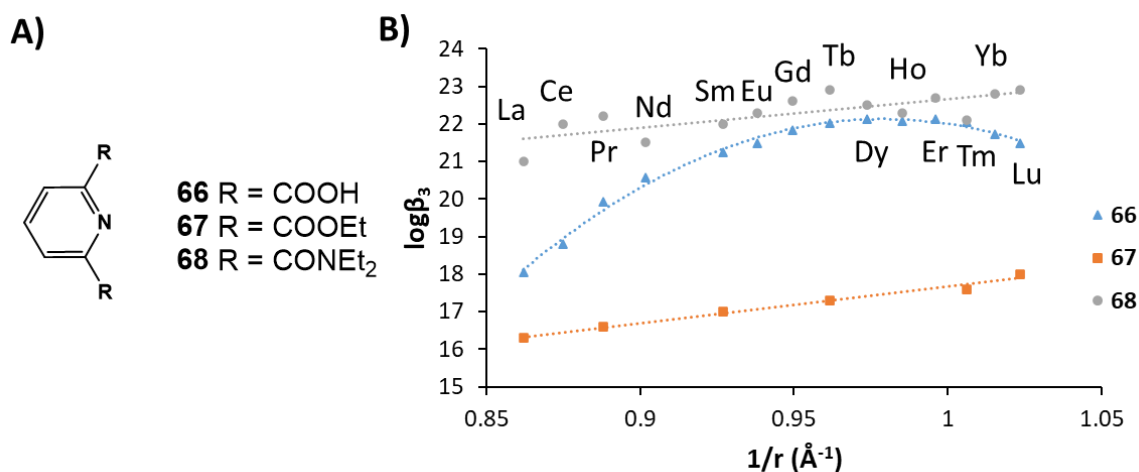 A)
R
N
R
66 R = COOH
67 R = COOEt
68 R = CONEt₂
B)
logβ₃
24
23
22
21
20
19
18
17
16
15
La
Ce
Pr
Nd
Sm
Eu
Gd
Tb
Dy
Ho
Er
Tm
Yb
Lu
66
67
68
0.85
0.9
0.95
1
1.05
1/r (Å⁻¹)